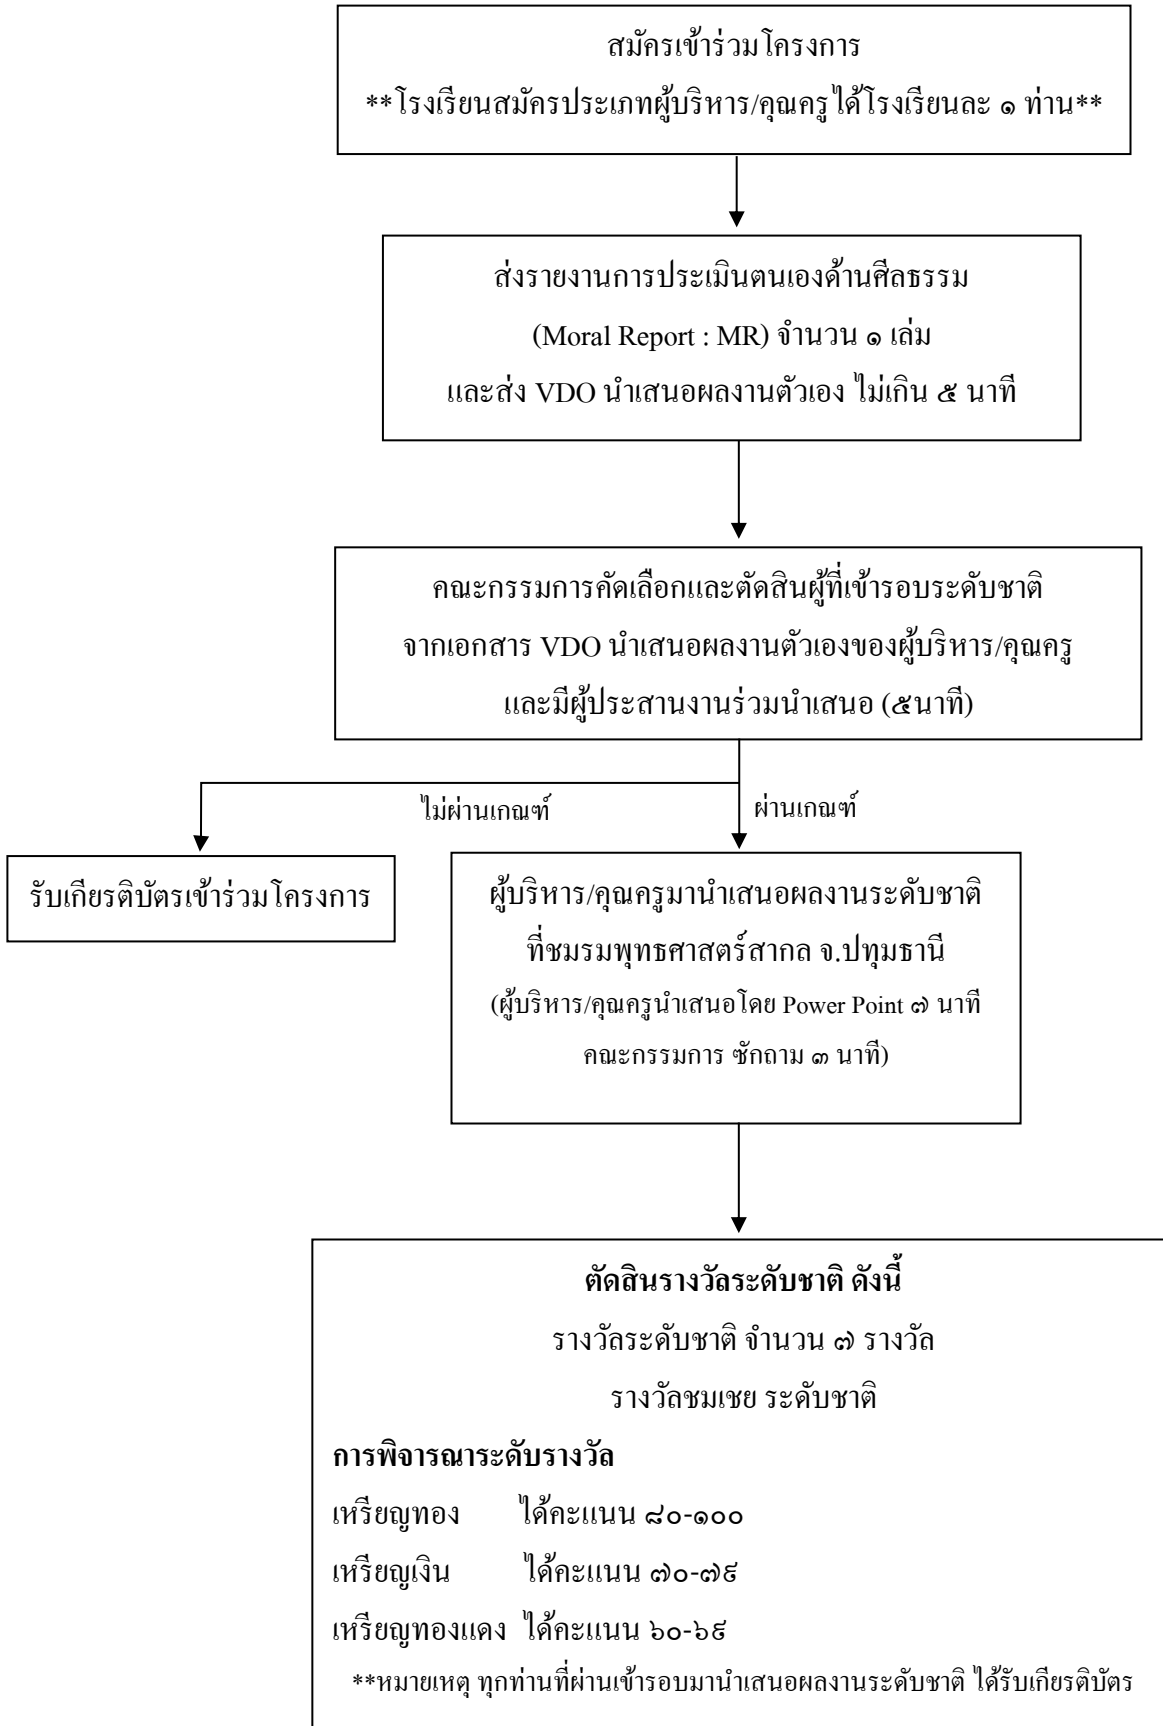 สมัครเข้าร่วมโครงการ
**โรงเรียนสมัครประเภทผู้บริหาร/คุณครู ได้โรงเรียนละ ๑ ท่าน**
ส่งรายงานการประเมินตนเองด้านศีลธรรม
(Moral Report : MR) จำนวน ๑ เล่ม
และส่ง VDO นำเสนอผลงานตัวเอง ไม่เกิน ๕ นาที
คณะกรรมการคัดเลือกและตัดสินผู้ที่เข้ารอบระดับชาติ
จากเอกสาร VDO นำเสนอผลงานตัวเองของผู้บริหาร/คุณครู
และมีผู้ประสานงานร่วมนำเสนอ (๕นาที)
ไม่ผ่านเกณฑ์
ผ่านเกณฑ์
รับเกียรติบัตรเข้าร่วมโครงการ
ผู้บริหาร/คุณครูมานำเสนอผลงานระดับชาติ
ที่ชมรมพุทธศาสตร์สากล จ.ปทุมธานี
(ผู้บริหาร/คุณครูนำเสนอโดย Power Point ๗ นาที
คณะกรรมการ ซักถาม ๓ นาที)
ตัดสินรางวัลระดับชาติ ดังนี้
รางวัลระดับชาติ จำนวน ๗ รางวัล
รางวัลชมเชย ระดับชาติ
การพิจารณาระดับรางวัล
เหรียญทอง ได้คะแนน ๘๐-๑๐๐
เหรียญเงิน ได้คะแนน ๗๐-๗๙
เหรียญทองแดง ได้คะแนน ๖๐-๖๙
**หมายเหตุ ทุกท่านที่ผ่านเข้ารอบมานำเสนอผลงานระดับชาติ ได้รับเกียรติบัตร